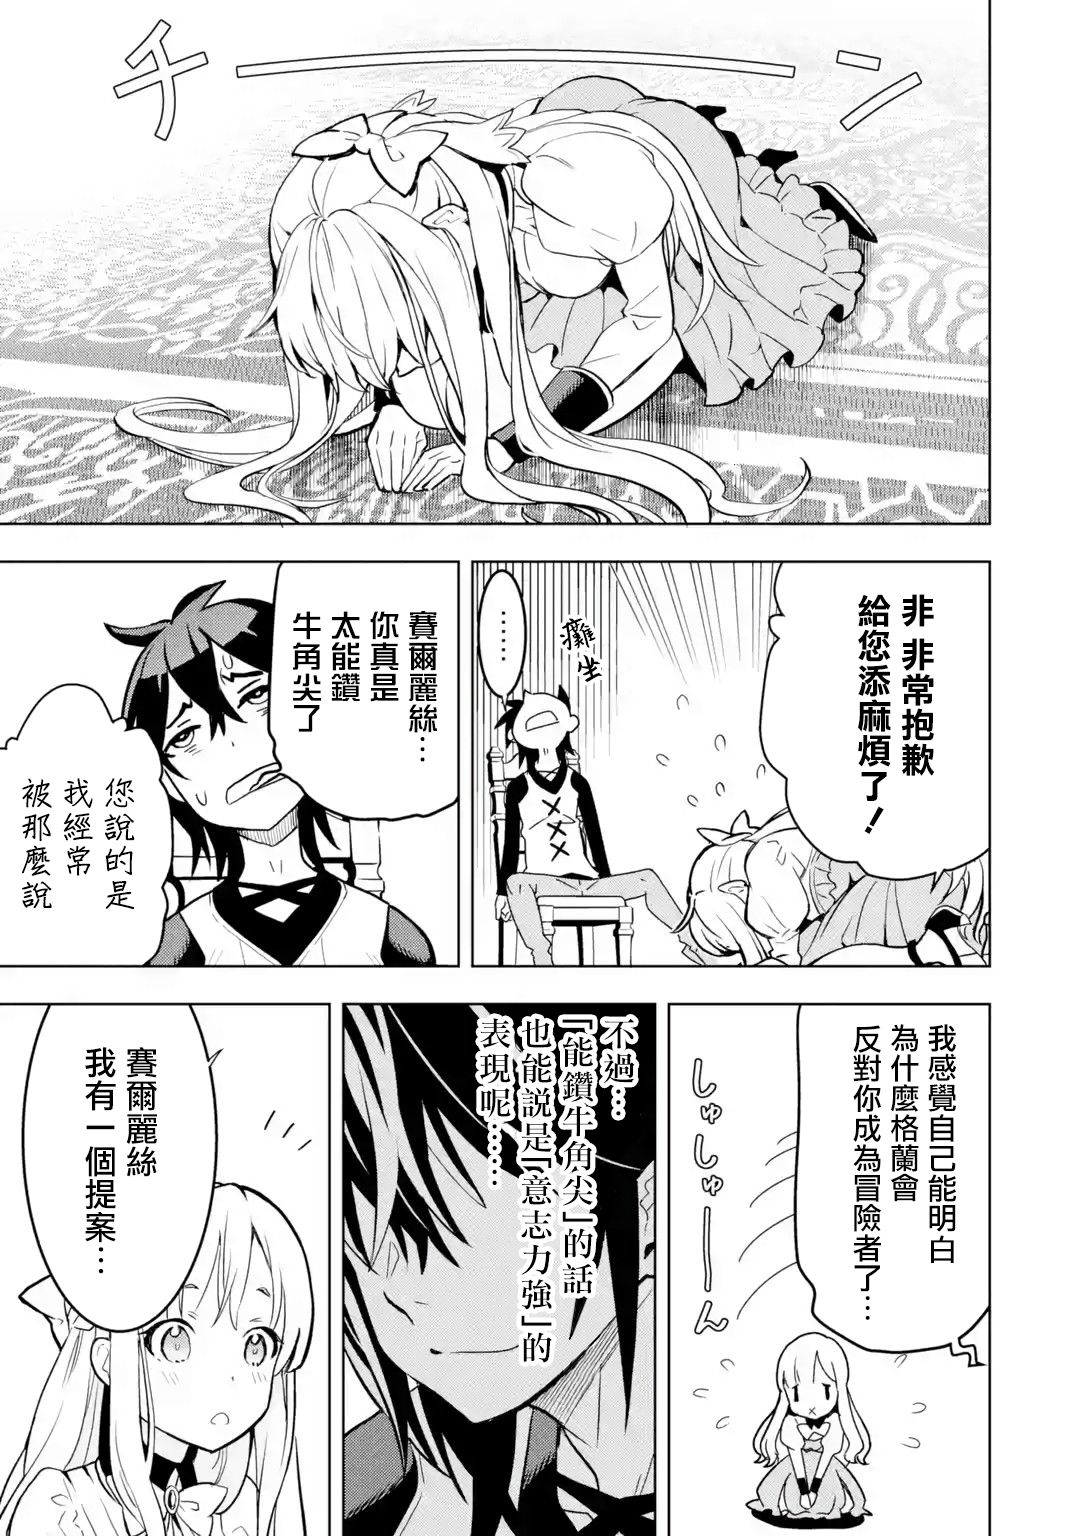 チーン
非 非常抱歉
給您添麻煩了！
癱坐
……
賽爾麗絲…
你真是
太能鑽
牛角尖了
您說的是
我經常
被那麼說
我感覺自己能明白
為什麼格蘭會
反對你成為冒險者了…
しゅしゅーん
不過…
「能鑽牛角尖」的話
也能説是「意志力強」的
表現呢……
賽爾麗絲
我有一個提案…